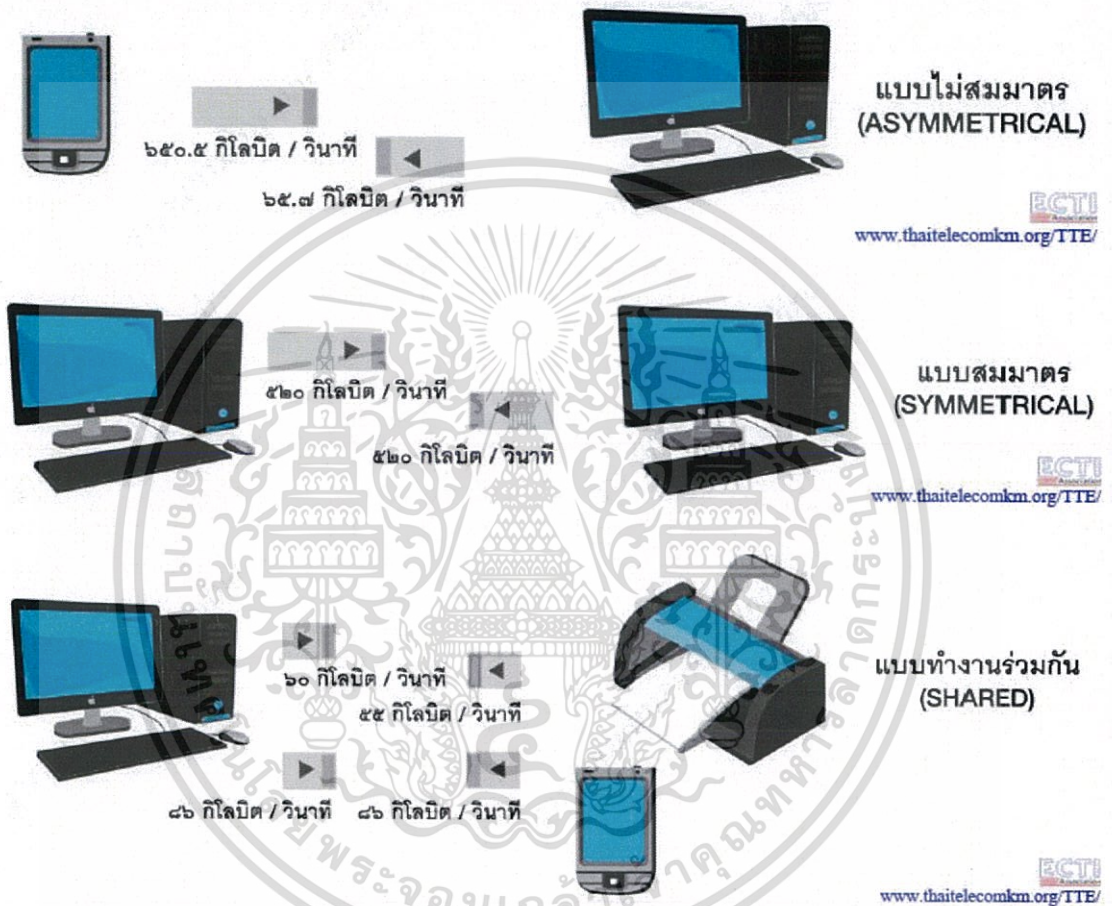 แบบไม่สมมาตร
(ASYMMETRICAL)
๖๕๐.๕ กิโลบิต / วินาที
๖๕.๗ กิโลบิต / วินาที
ECTI
Association
www.thaitelecomkm.org/TTE/
๕๒๐ กิโลบิต / วินาที
๕๒๐ กิโลบิต / วินาที
แบบสมมาตร
(SYMMETRICAL)
ECTI
Association
www.thaitelecomkm.org/TTE/
๖๐ กิโลบิต / วินาที
๕๕ กิโลบิต / วินาที
แบบทำงานร่วมกัน
(SHARED)
๘๖ กิโลบิต / วินาที ๘๖ กิโลบิต / วินาที
ECTI
Association
www.thaitelecomkm.org/TTE/